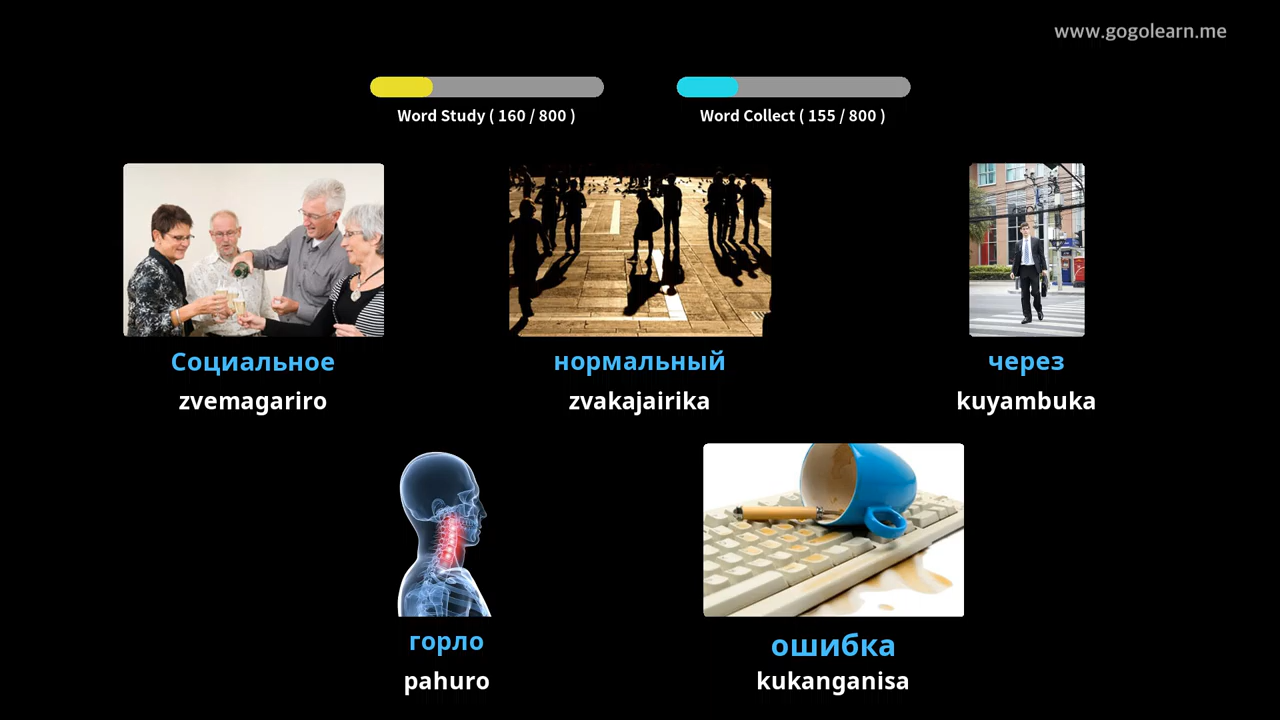 www.gogolearn.me
Word Study ( 160 / 800 )
Word Collect ( 155 / 800 )
Социальное
нормальный
через
zvemagariro
zvakajairika
kuyambuka
горло
ошибка
pahuro
kukanganisa